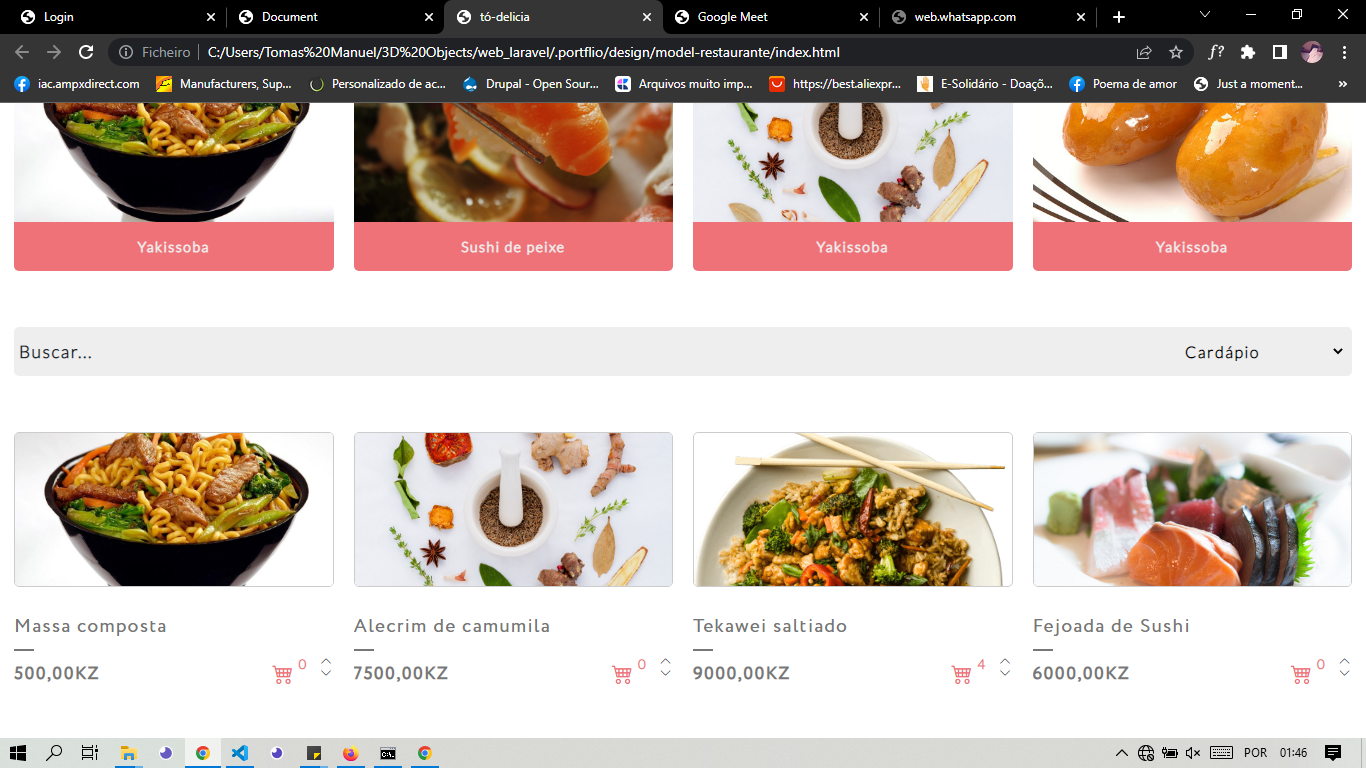 Login
Document
tó-delicia
Google Meet
web.whatsapp.com
Ficheiro
C:/Users/Tomas%20Manuel/3D%20Objects/web_laravel/.portflio/design/model-restaurante/index.html
f?
iac.ampxdirect.com
Manufacturers, Sup...
Personalizado de ac...
Drupal - Open Sour...
Arquivos muito imp...
https://best.aliexpr...
E-Solidário - Doaçõ...
Poema de amor
Just a moment...
»
Yakissoba
Sushi de peixe
Yakissoba
Yakissoba
Buscar...
Cardápio
Massa composta
Alecrim de camumila
Tekawei saltiado
Fejoada de Sushi
500,00KZ
0
7500,00KZ
0
9000,00KZ
4
6000,00KZ
0
POR
01:46